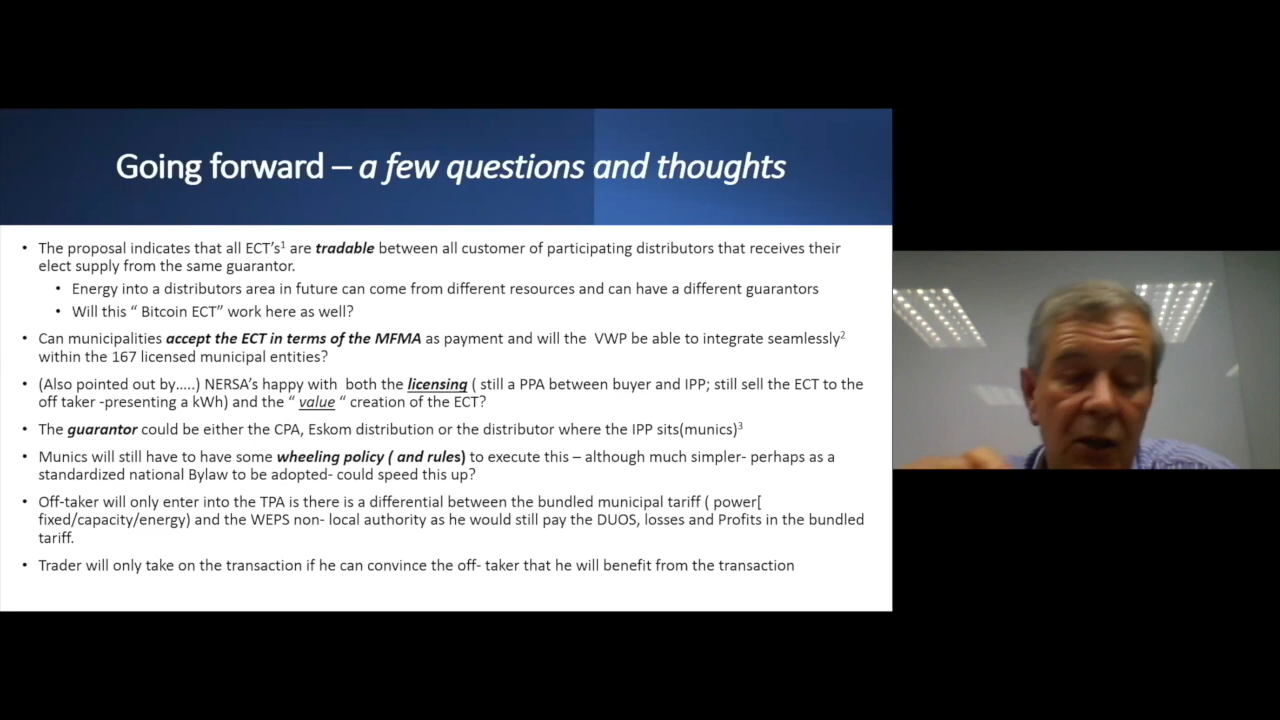 Going forward – a few questions and thoughts
• The proposal indicates that all ECT's¹ are tradable between all customer of participating distributors that receives their
elect supply from the same guarantor.
• Energy into a distributors area in future can come from different resources and can have a different guarantors
• Will this “ Bitcoin ECT” work here as well?
• Can municipalities accept the ECT in terms of the MFMA as payment and will the VWP be able to integrate seamlessly²
within the 167 licensed municipal entities?
• (Also pointed out by…..) NERSA's happy with both the licensing ( still a PPA between buyer and IPP; still sell the ECT to the
off taker -presenting a kWh) and the “ value “ creation of the ECT?
• The guarantor could be either the CPA, Eskom distribution or the distributor where the IPP sits(munics)³
• Munics will still have to have some wheeling policy ( and rules) to execute this – although much simpler- perhaps as a
standardized national Bylaw to be adopted- could speed this up?
• Off-taker will only enter into the TPA is there is a differential between the bundled municipal tariff ( power[
fixed/capacity/energy) and the WEPS non- local authority as he would still pay the DUOS, losses and Profits in the bundled
tariff.
• Trader will only take on the transaction if he can convince the off- taker that he will benefit from the transaction